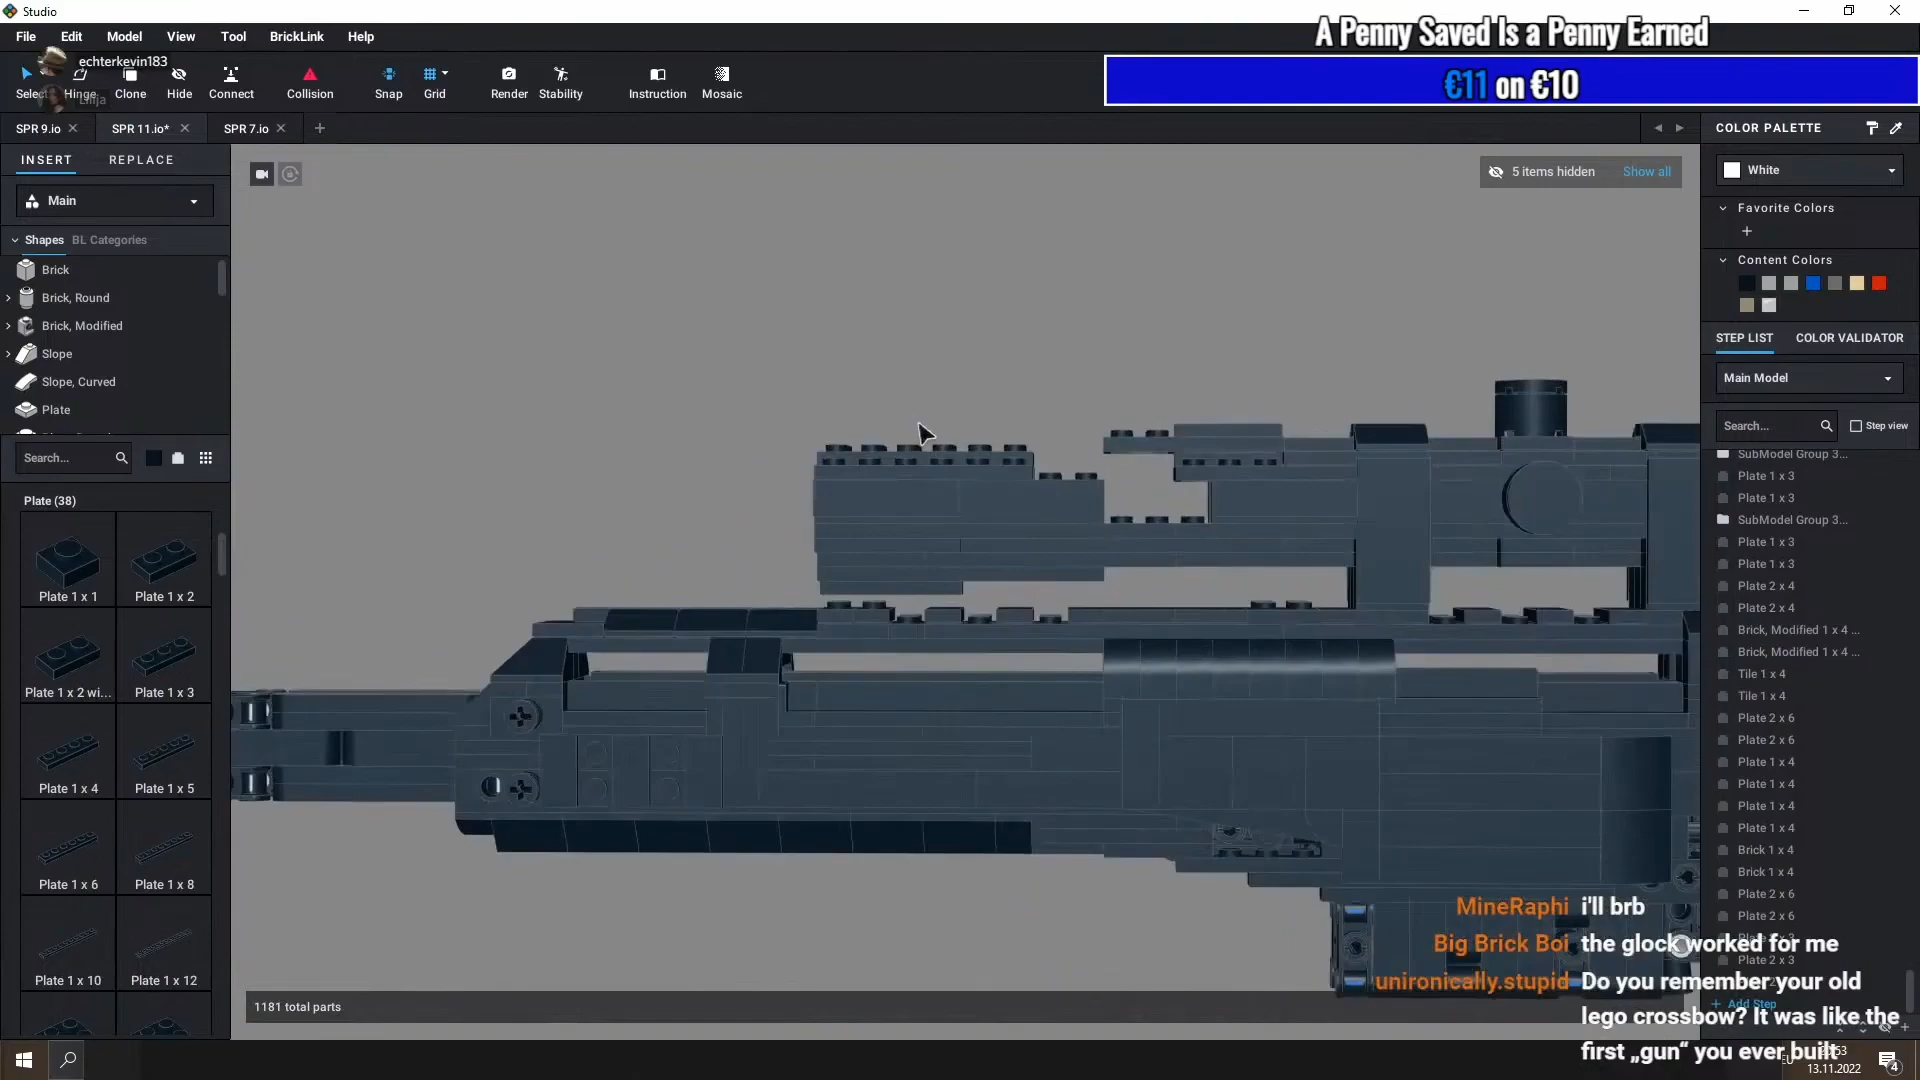 Studio
A Penny Saved Is a Penny Earned
File Edit Model View Tool BrickLink Help
echterkevin183
€11 on €10
Select Hinge Clone Hide Connect Collision Snap Grid Render Stability Instruction Mosaic
Lilija
SPR 9.io SPR 11.io* SPR 7.io
COLOR PALETTE
INSERT REPLACE
5 items hidden Show all
White
Main
Favorite Colors
Shapes BL Categories
Content Colors
Brick
Brick, Round
Brick, Modified
STEP LIST COLOR VALIDATOR
Slope
Slope, Curved
Main Model
Plate
Search... Step view
Search...
SubModel Group 3...
Plate 1 x 3
Plate (38)
Plate 1 x 3
SubModel Group 3...
Plate 1 x 3
Plate 1 x 3
Plate 2 x 4
Plate 1 x 1 Plate 1 x 2
Plate 2 x 4
Brick, Modified 1 x 4 ...
Brick, Modified 1 x 4 ...
Tile 1 x 4
Plate 1 x 2 wi... Plate 1 x 3
Tile 1 x 4
Plate 2 x 6
Plate 2 x 6
Plate 1 x 4
Plate 1 x 4 Plate 1 x 5
Plate 1 x 4
Plate 1 x 4
Plate 1 x 4
Brick 1 x 4
Brick 1 x 4
Plate 1 x 6 Plate 1 x 8
Plate 2 x 6
Plate 2 x 6
MineRaphi i'll brb
Big Brick Boi the glock worked for me
Plate 2 x 3
Plate 1 x 10 Plate 1 x 12
unironically.stupid Do you remember your old
lego crossbow? It was like the
first „gun“ you ever built
Add Step
1181 total parts
13.11.2022
4